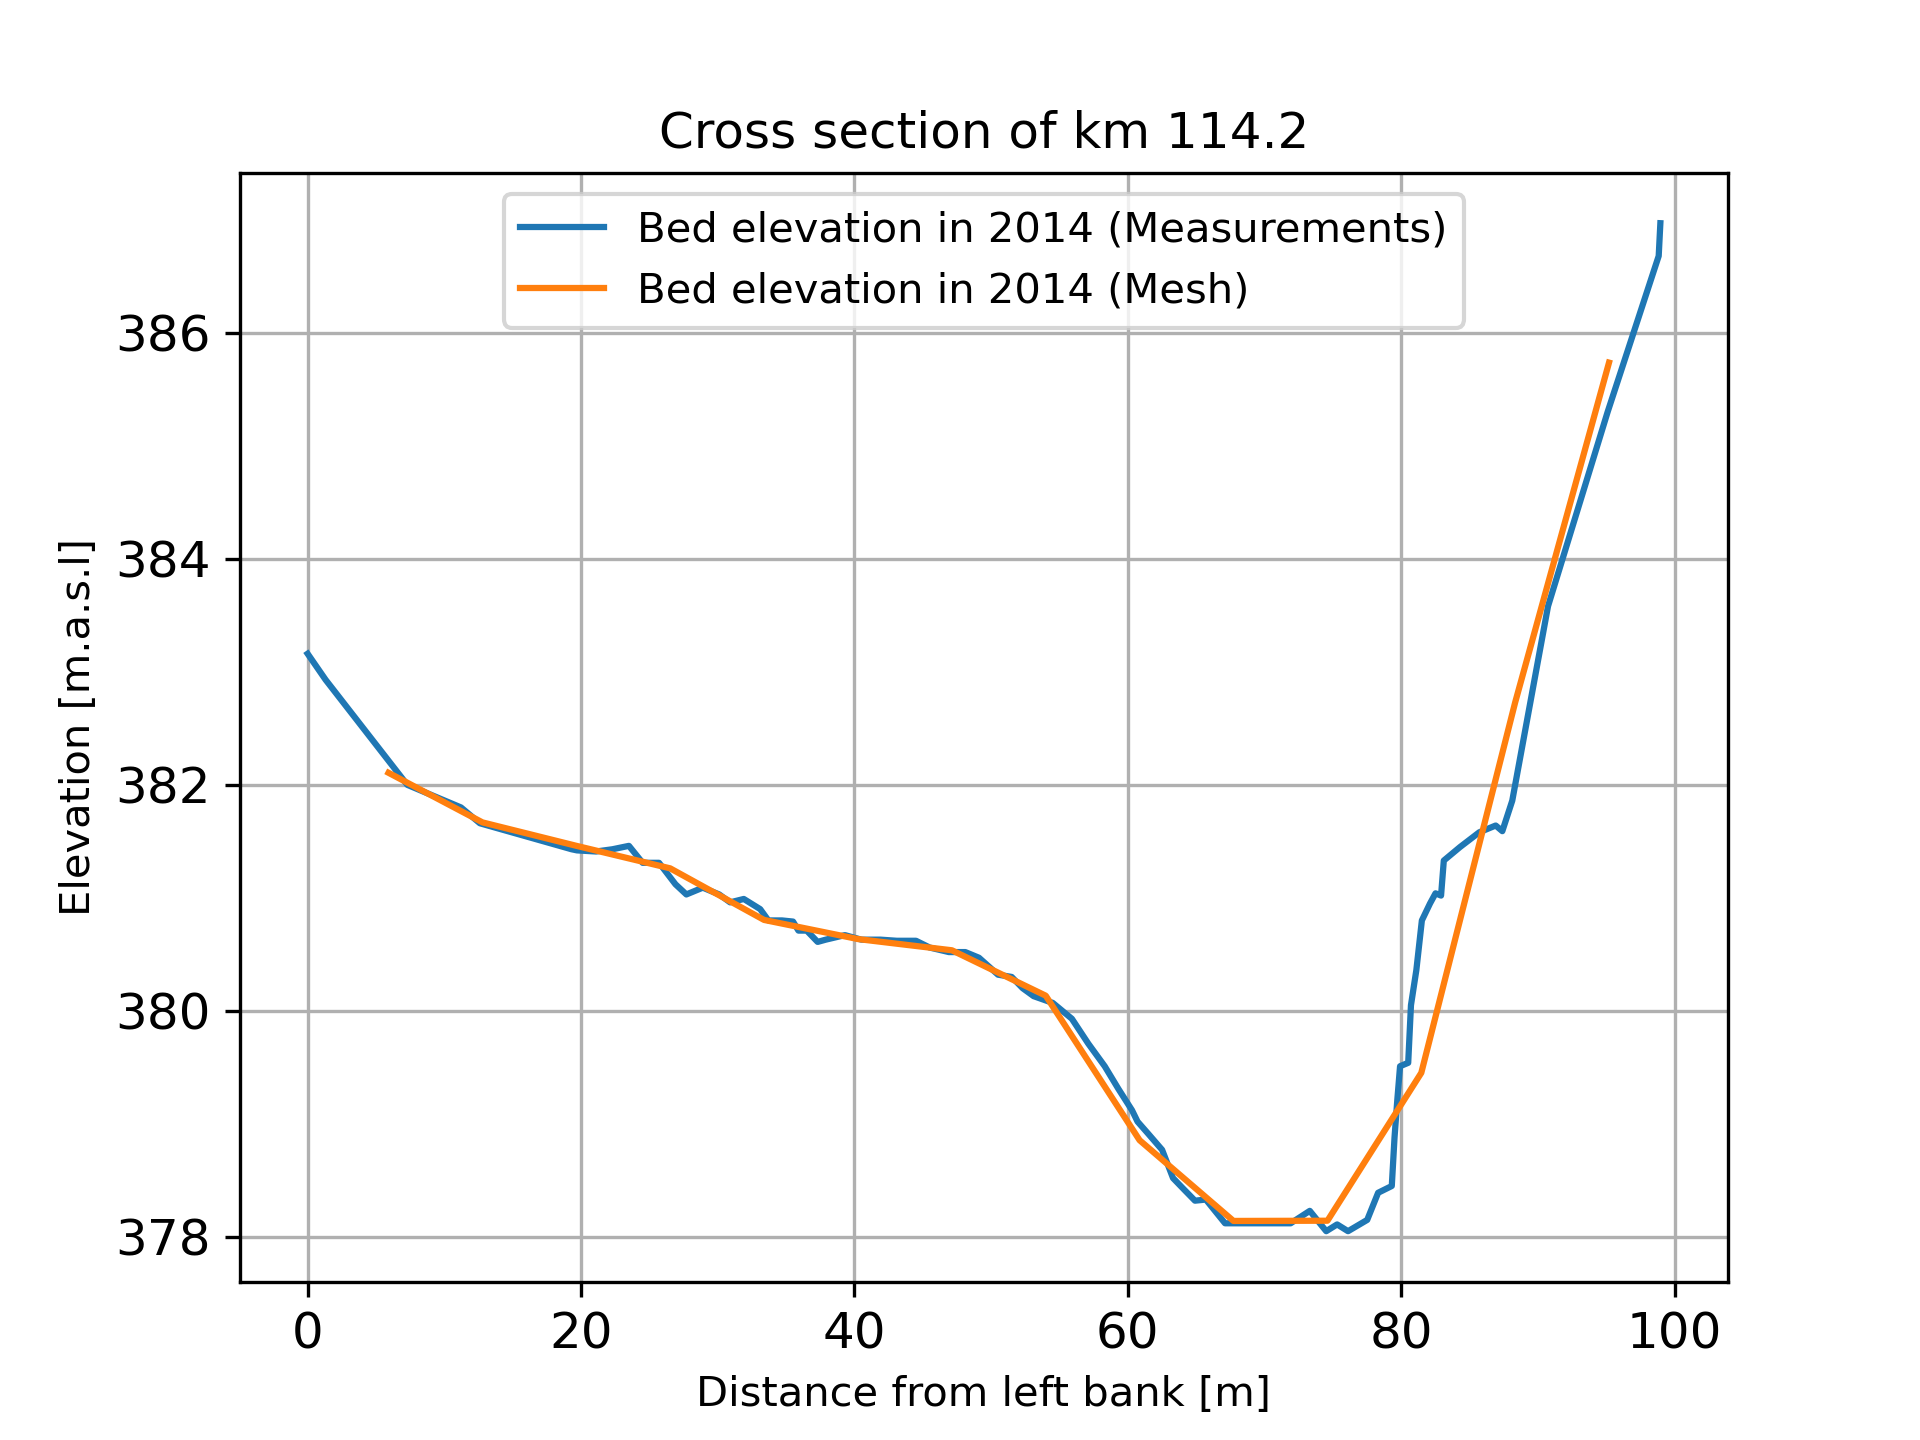 Cross section of km 114.2
Bed elevation in 2014 (Measurements)
Bed elevation in 2014 (Mesh)
Elevation [m.a.s.l]
386
384
382
380
378
0 20 40 60 80 100
Distance from left bank [m]